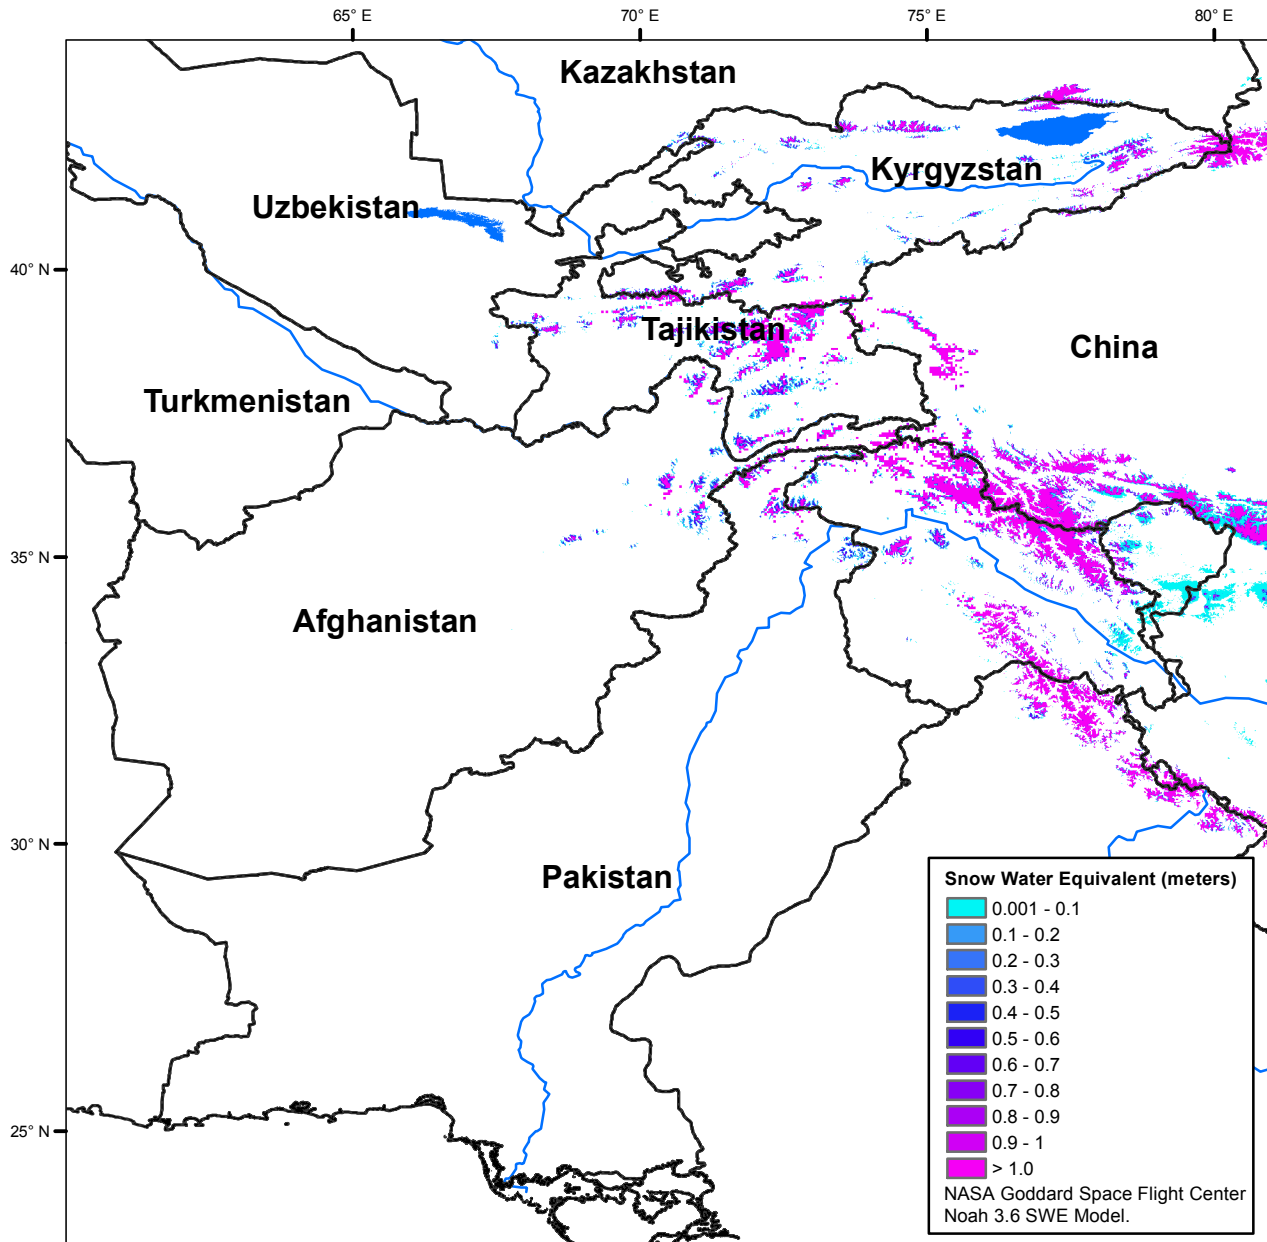 65° E
70° E
75° E
80° E
Kazakhstan
Kyrgyzstan
Uzbekistan
40° N
Tajikistan
China
Turkmenistan
35° N
Afghanistan
30° N
Pakistan
25° N
Snow Water Equivalent (meters)
0.001 - 0.1
0.1 - 0.2
0.2 - 0.3
0.3 - 0.4
0.4 - 0.5
0.5 - 0.6
0.6 - 0.7
0.7 - 0.8
0.8 - 0.9
0.9 - 1
> 1.0
NASA Goddard Space Flight Center
Noah 3.6 SWE Model.